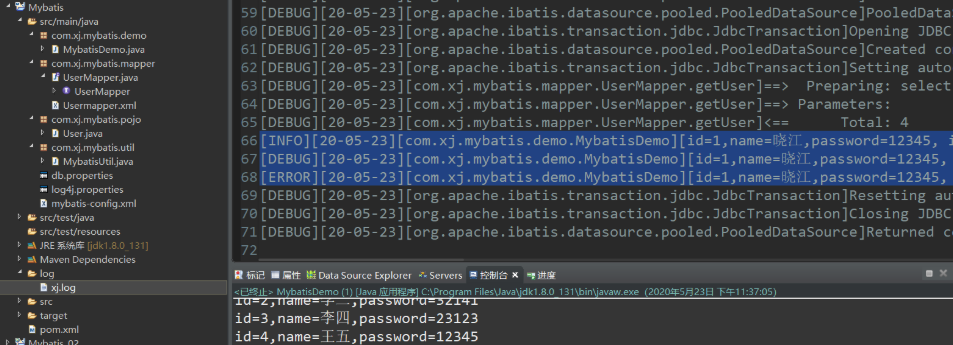 Mybatis
src/main/java
com.xj.mybatis.demo
MybatisDemo.java
com.xj.mybatis.mapper
UserMapper.java
UserMapper
Usermapper.xml
com.xj.mybatis.pojo
User.java
com.xj.mybatis.util
MybatisUtil.java
db.properties
log4j.properties
mybatis-config.xml
src/test/java
src/test/resources
JRE 系统库 [jdk1.8.0_131]
Maven Dependencies
log
xj.log
src
target
pom.xml
Mybatis_02
59 [DEBUG][20-05-23][org.apache.ibatis.datasource.pooled.PooledDataSource]PooledData
60 [DEBUG][20-05-23][org.apache.ibatis.transaction.jdbc.JdbcTransaction]Opening JDBC
61 [DEBUG][20-05-23][org.apache.ibatis.datasource.pooled.PooledDataSource]Created co
62 [DEBUG][20-05-23][org.apache.ibatis.transaction.jdbc.JdbcTransaction]Setting auto
63 [DEBUG][20-05-23][com.xj.mybatis.mapper.UserMapper.getUser]==>  Preparing: select
64 [DEBUG][20-05-23][com.xj.mybatis.mapper.UserMapper.getUser]==> Parameters:
65 [DEBUG][20-05-23][com.xj.mybatis.mapper.UserMapper.getUser]<==      Total: 4
66 [INFO][20-05-23][com.xj.mybatis.demo.MybatisDemo][id=1,name=晓江,password=12345, i
67 [DEBUG][20-05-23][com.xj.mybatis.demo.MybatisDemo][id=1,name=晓江,password=12345,
68 [ERROR][20-05-23][com.xj.mybatis.demo.MybatisDemo][id=1,name=晓江,password=12345,
69 [DEBUG][20-05-23][org.apache.ibatis.transaction.jdbc.JdbcTransaction]Resetting au
70 [DEBUG][20-05-23][org.apache.ibatis.transaction.jdbc.JdbcTransaction]Closing JDBC
71 [DEBUG][20-05-23][org.apache.ibatis.datasource.pooled.PooledDataSource]Returned co
72
标记 属性 Data Source Explorer Servers 控制台 进度
<已终止> MybatisDemo (1) [Java 应用程序] C:\Program Files\Java\jdk1.8.0_131\bin\javaw.exe （2020年5月23日 下午11:37:05）
id=2,name=李二,password=32141
id=3,name=李四,password=23123
id=4,name=王五,password=12345